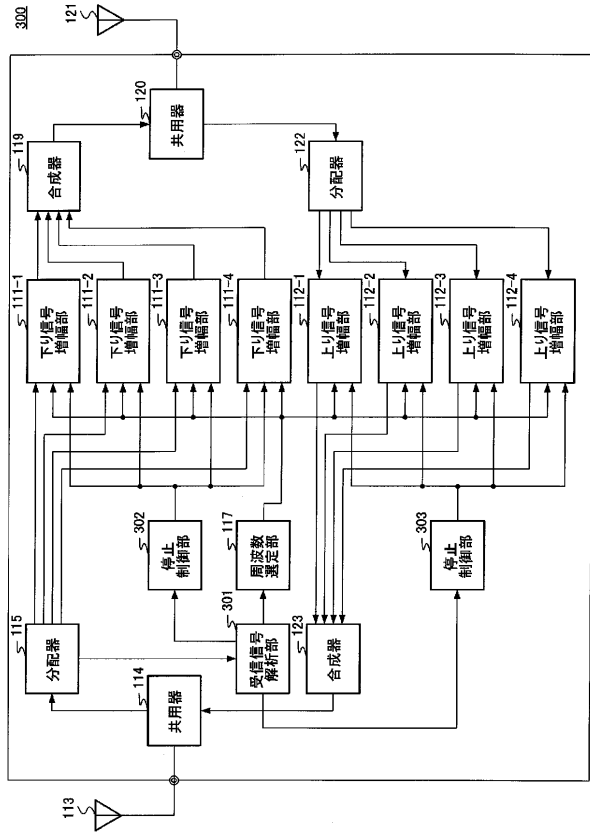 300
113
114
共用器
115
分配器
301
受信信号
解析部
123
合成器
302
停止
制御部
117
周波数
選定部
303
停止
制御部
111-1
下り信号
増幅部
111-2
下り信号
増幅部
111-3
下り信号
増幅部
111-4
下り信号
増幅部
112-1
上り信号
増幅部
112-2
上り信号
増幅部
112-3
上り信号
増幅部
112-4
上り信号
増幅部
119
合成器
120
共用器
122
分配器
121